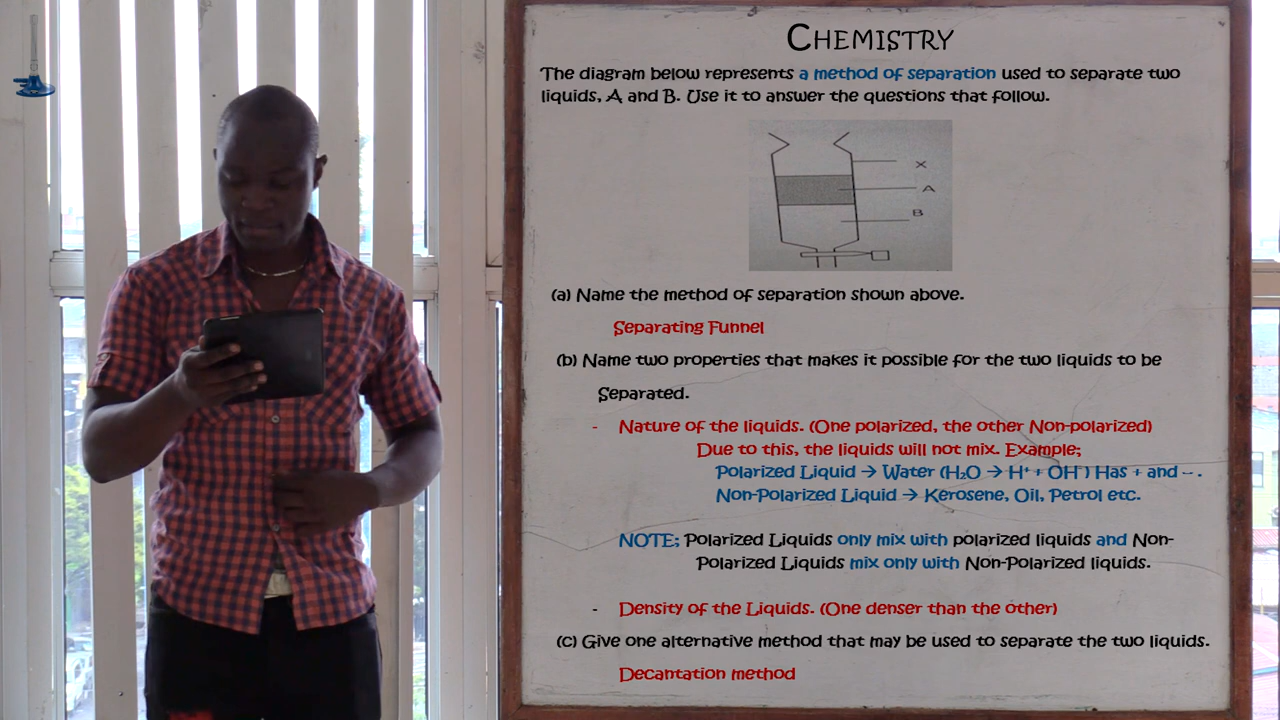 CHEMISTRY
The diagram below represents a method of separation used to separate two
liquids, A and B. Use it to answer the questions that follow.
X
A
B
(a) Name the method of separation shown above.
Separating Funnel
(b) Name two properties that makes it possible for the two liquids to be
Separated.
- Nature of the liquids. (One polarized, the other Non-polarized)
Due to this, the liquids will not mix. Example;
Polarized Liquid → Water (H₂O → H⁺ + OH⁻) Has + and --.
Non-Polarized Liquid → Kerosene, Oil, Petrol etc.
NOTE; Polarized Liquids only mix with polarized liquids and Non-
Polarized Liquids mix only with Non-Polarized liquids.
- Density of the Liquids. (One denser than the other)
(c) Give one alternative method that may be used to separate the two liquids.
Decantation method